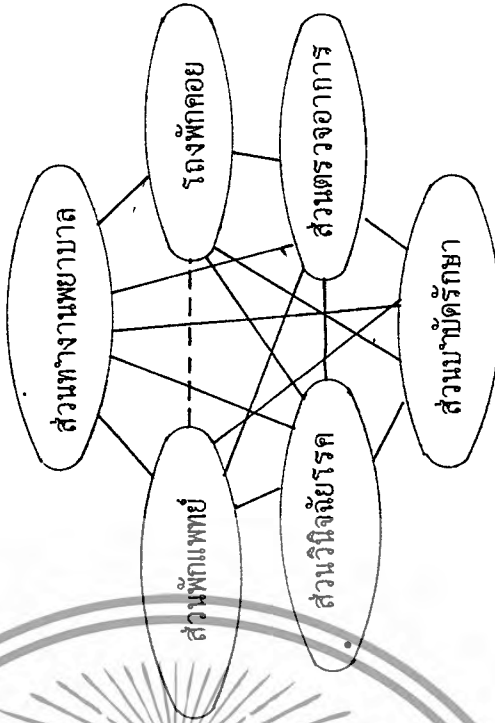 ส่วนทำงานพยาบาล
โถงพักคอย
ส่วนพักแพทย์
ส่วนตรวจอาการ
ส่วนวินิจฉัยโรค
ส่วนบำบัดรักษา